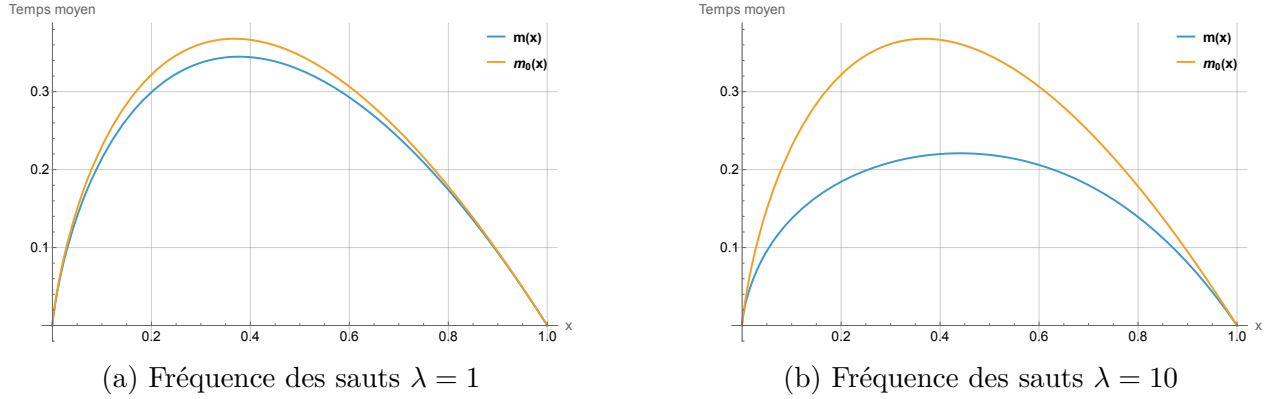 Temps moyen
m(x)
m₀(x)
0.3
0.2
0.1
0.2
0.4
0.6
0.8
1.0
x
(a) Fréquence des sauts λ = 1
Temps moyen
m(x)
m₀(x)
0.3
0.2
0.1
0.2
0.4
0.6
0.8
1.0
x
(b) Fréquence des sauts λ = 10